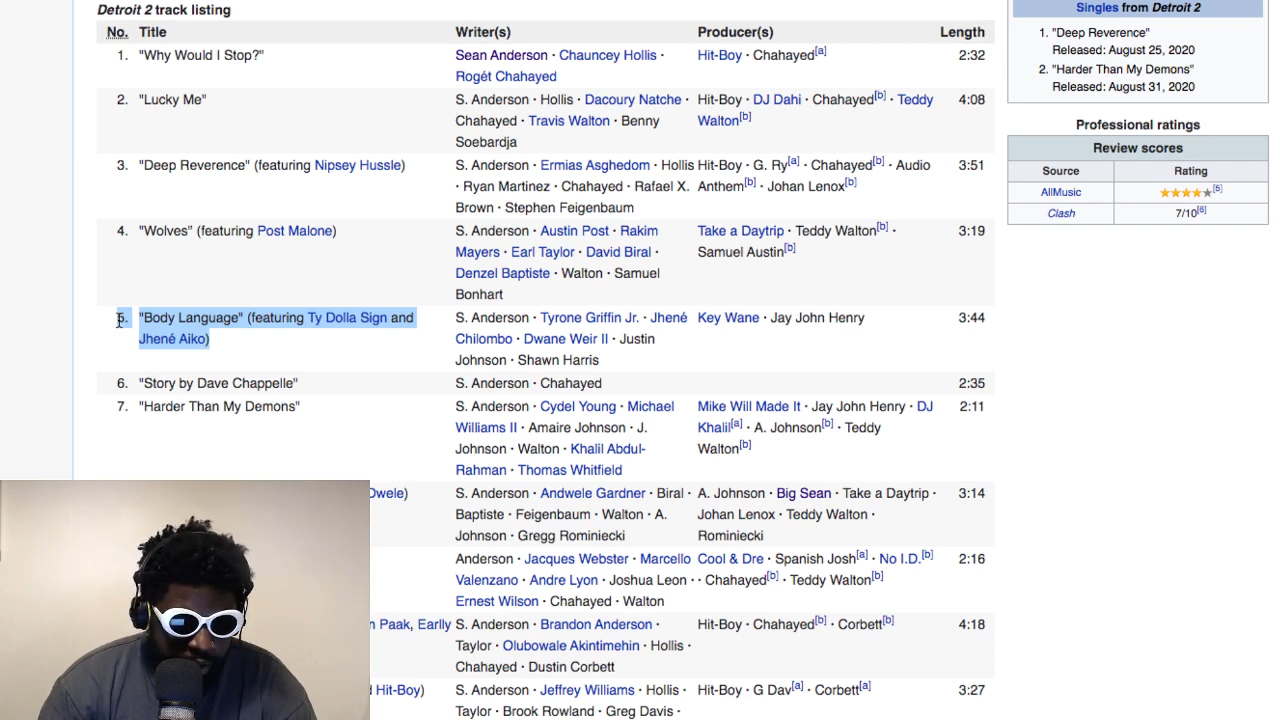 Detroit 2 track listing
No. Title Writer(s) Producer(s) Length
1. "Why Would I Stop?" Sean Anderson · Chauncey Hollis · Hit-Boy · Chahayed[a] 2:32
Rogét Chahayed
2. "Lucky Me" S. Anderson · Hollis · Dacoury Natche · Hit-Boy · DJ Dahi · Chahayed[b] · Teddy 4:08
Chahayed · Travis Walton · Benny Walton[b]
Soebardja
3. "Deep Reverence" (featuring Nipsey Hussle) S. Anderson · Ermias Asghedom · Hollis Hit-Boy · G. Ry[a] · Chahayed[b] · Audio 3:51
· Ryan Martinez · Chahayed · Rafael X. Anthem[b] · Johan Lenox[b]
Brown · Stephen Feigenbaum
4. "Wolves" (featuring Post Malone) S. Anderson · Austin Post · Rakim Take a Daytrip · Teddy Walton[b] · 3:19
Mayers · Earl Taylor · David Biral · Samuel Austin[b]
Denzel Baptiste · Walton · Samuel
Bonhart
5. "Body Language" (featuring Ty Dolla Sign and S. Anderson · Tyrone Griffin Jr. · Jhené Key Wane · Jay John Henry 3:44
Jhené Aiko) Chilombo · Dwane Weir II · Justin
Johnson · Shawn Harris
6. "Story by Dave Chappelle" S. Anderson · Chahayed 2:35
7. "Harder Than My Demons" S. Anderson · Cydel Young · Michael Mike Will Made It · Jay John Henry · DJ 2:11
Williams II · Amaire Johnson · J. Khalil[a] · A. Johnson[b] · Teddy
Johnson · Walton · Khalil Abdul- Walton[b]
Rahman · Thomas Whitfield
Dwele) S. Anderson · Andwele Gardner · Biral · A. Johnson · Big Sean · Take a Daytrip · 3:14
Baptiste · Feigenbaum · Walton · A. Johan Lenox · Teddy Walton ·
Johnson · Gregg Rominiecki Rominiecki
Anderson · Jacques Webster · Marcello Cool & Dre · Spanish Josh[a] · No I.D.[b] 2:16
Valenzano · Andre Lyon · Joshua Leon · · Chahayed[b] · Teddy Walton[b]
Ernest Wilson · Chahayed · Walton
n Paak, Earlly S. Anderson · Brandon Anderson · Hit-Boy · Chahayed[b] · Corbett[b] 4:18
Taylor · Olubowale Akintimehin · Hollis ·
Chahayed · Dustin Corbett
d Hit-Boy) S. Anderson · Jeffrey Williams · Hollis · Hit-Boy · G Dav[a] · Corbett[a] 3:27
Taylor · Brook Rowland · Greg Davis ·
Singles from Detroit 2
1. "Deep Reverence"
Released: August 25, 2020
2. "Harder Than My Demons"
Released: August 31, 2020
Professional ratings
Review scores
Source Rating
AllMusic ★★★★★[5]
Clash 7/10[6]